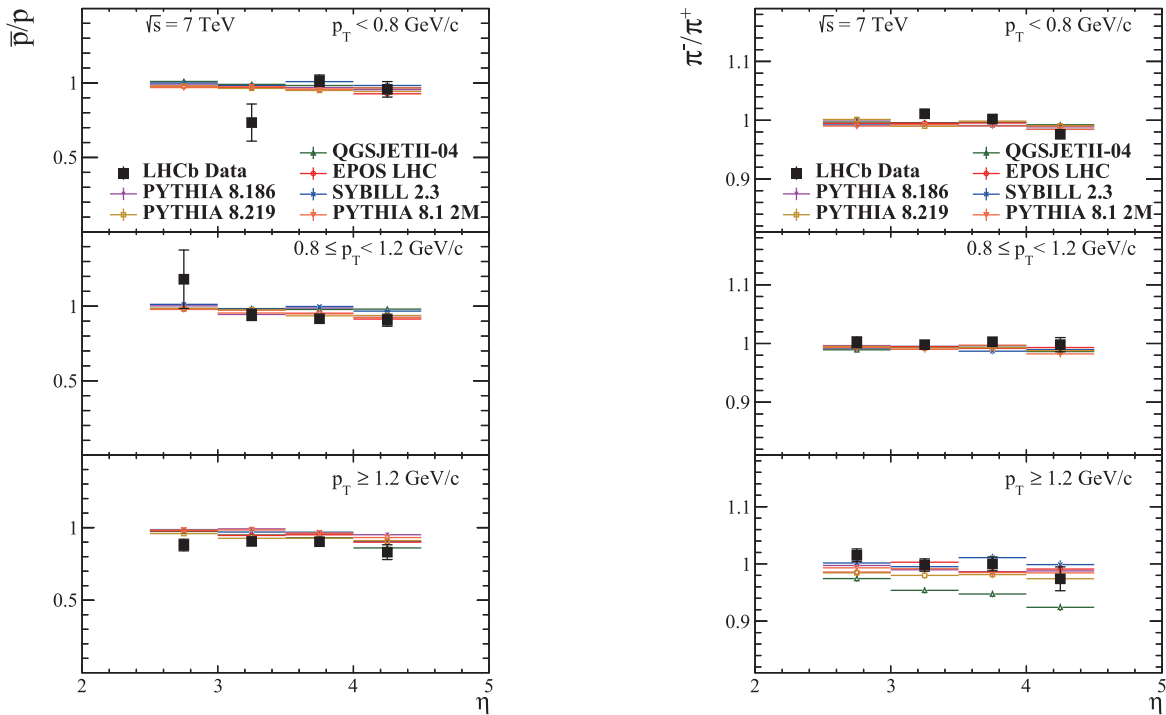 p̅/p
√s = 7 TeV
p_T < 0.8 GeV/c
1
0.5
LHCb Data
PYTHIA 8.186
PYTHIA 8.219
QGSJETII-04
EPOS LHC
SYBILL 2.3
PYTHIA 8.1 2M
0.8 ≤ p_T < 1.2 GeV/c
1
0.5
p_T ≥ 1.2 GeV/c
1
0.5
2
3
4
5
η
π⁻/π⁺
√s = 7 TeV
p_T < 0.8 GeV/c
1.1
1
0.9
LHCb Data
PYTHIA 8.186
PYTHIA 8.219
QGSJETII-04
EPOS LHC
SYBILL 2.3
PYTHIA 8.1 2M
0.8 ≤ p_T < 1.2 GeV/c
1.1
1
0.9
p_T ≥ 1.2 GeV/c
1.1
1
0.9
2
3
4
5
η